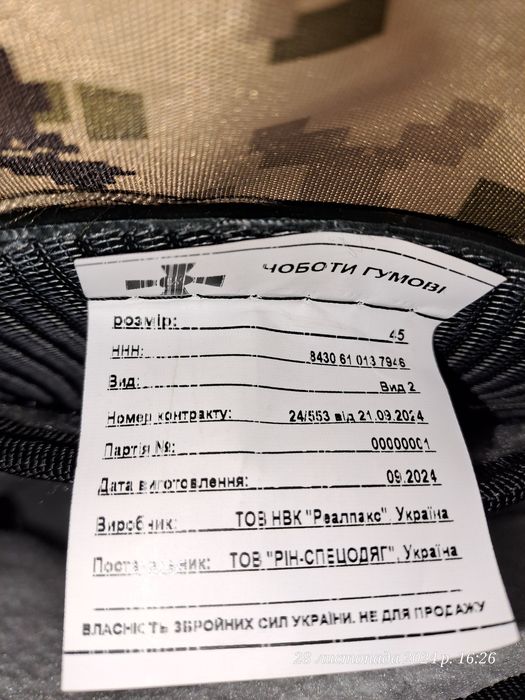 ЧОБОТИ ГУМОВІ
розмір: 45
ННН: 8430 61 013 7946
Вид: Вид 2
Номер контракту: 24/553 від 21.09.2024
Партія №: 00000001
Дата виготовлення: 09.2024
Виробник: ТОВ НВК "Реалпакс", Україна
Постачальник: ТОВ "РІН-СПЕЦОДЯГ", Україна
ВЛАСНІСТЬ ЗБРОЙНИХ СИЛ УКРАЇНИ. НЕ ДЛЯ ПРОДАЖУ
28 листопада 2024 р. 16:26